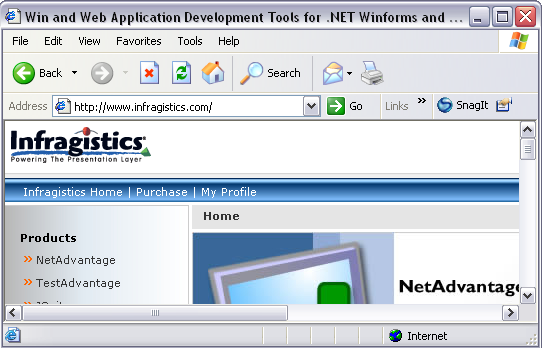 Win and Web Application Development Tools for .NET Winforms and ...
File Edit View Favorites Tools Help
Back Search
Address http://www.infragistics.com/ Go Links » SnagIt
Infragistics
Powering The Presentation Layer
Infragistics Home | Purchase | My Profile
Home
Products
» NetAdvantage
NetAdvantage
» TestAdvantage
Internet